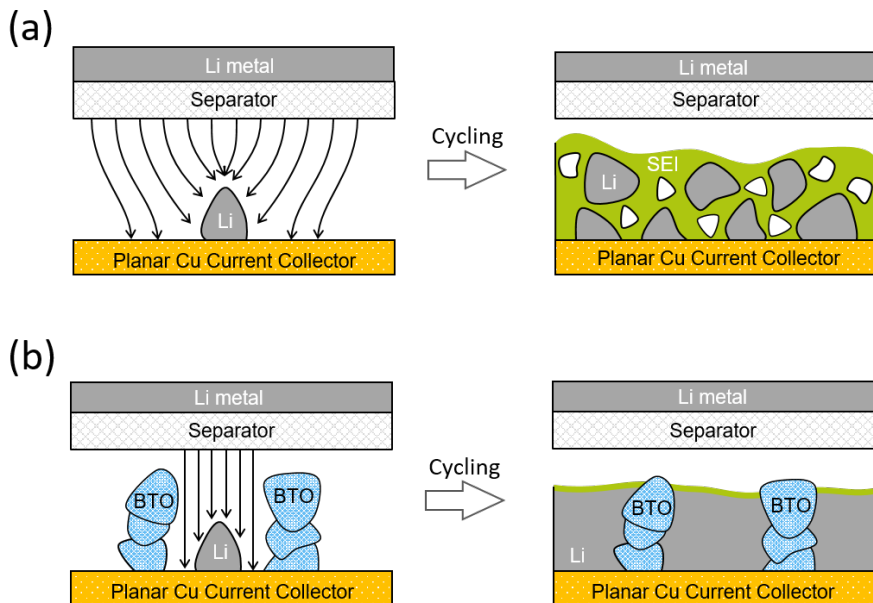 (a)
Li metal
Separator
Li
Planar Cu Current Collector
Cycling
Li metal
Separator
SEI
Li
Planar Cu Current Collector
(b)
Li metal
Separator
BTO
BTO
Li
Planar Cu Current Collector
Cycling
Li metal
Separator
BTO
BTO
Li
Planar Cu Current Collector